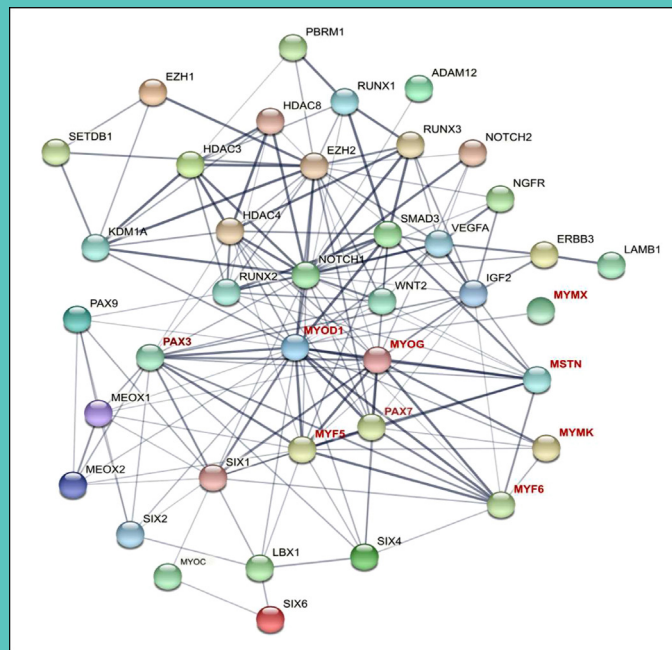 PBRM1
EZH1
RUNX1
ADAM12
HDAC8
SETDB1
RUNX3
NOTCH2
HDAC3
EZH2
NGFR
HDAC4
SMAD3
KDM1A
VEGFA
ERBB3
LAMB1
NOTCH1
RUNX2
WNT2
IGF2
MYMX
PAX9
PAX3
MYOD1
MYOG
MSTN
MEOX1
PAX7
MYF5
MYMK
MEOX2
SIX1
MYF6
SIX2
SIX4
LBX1
MYOC
SIX6